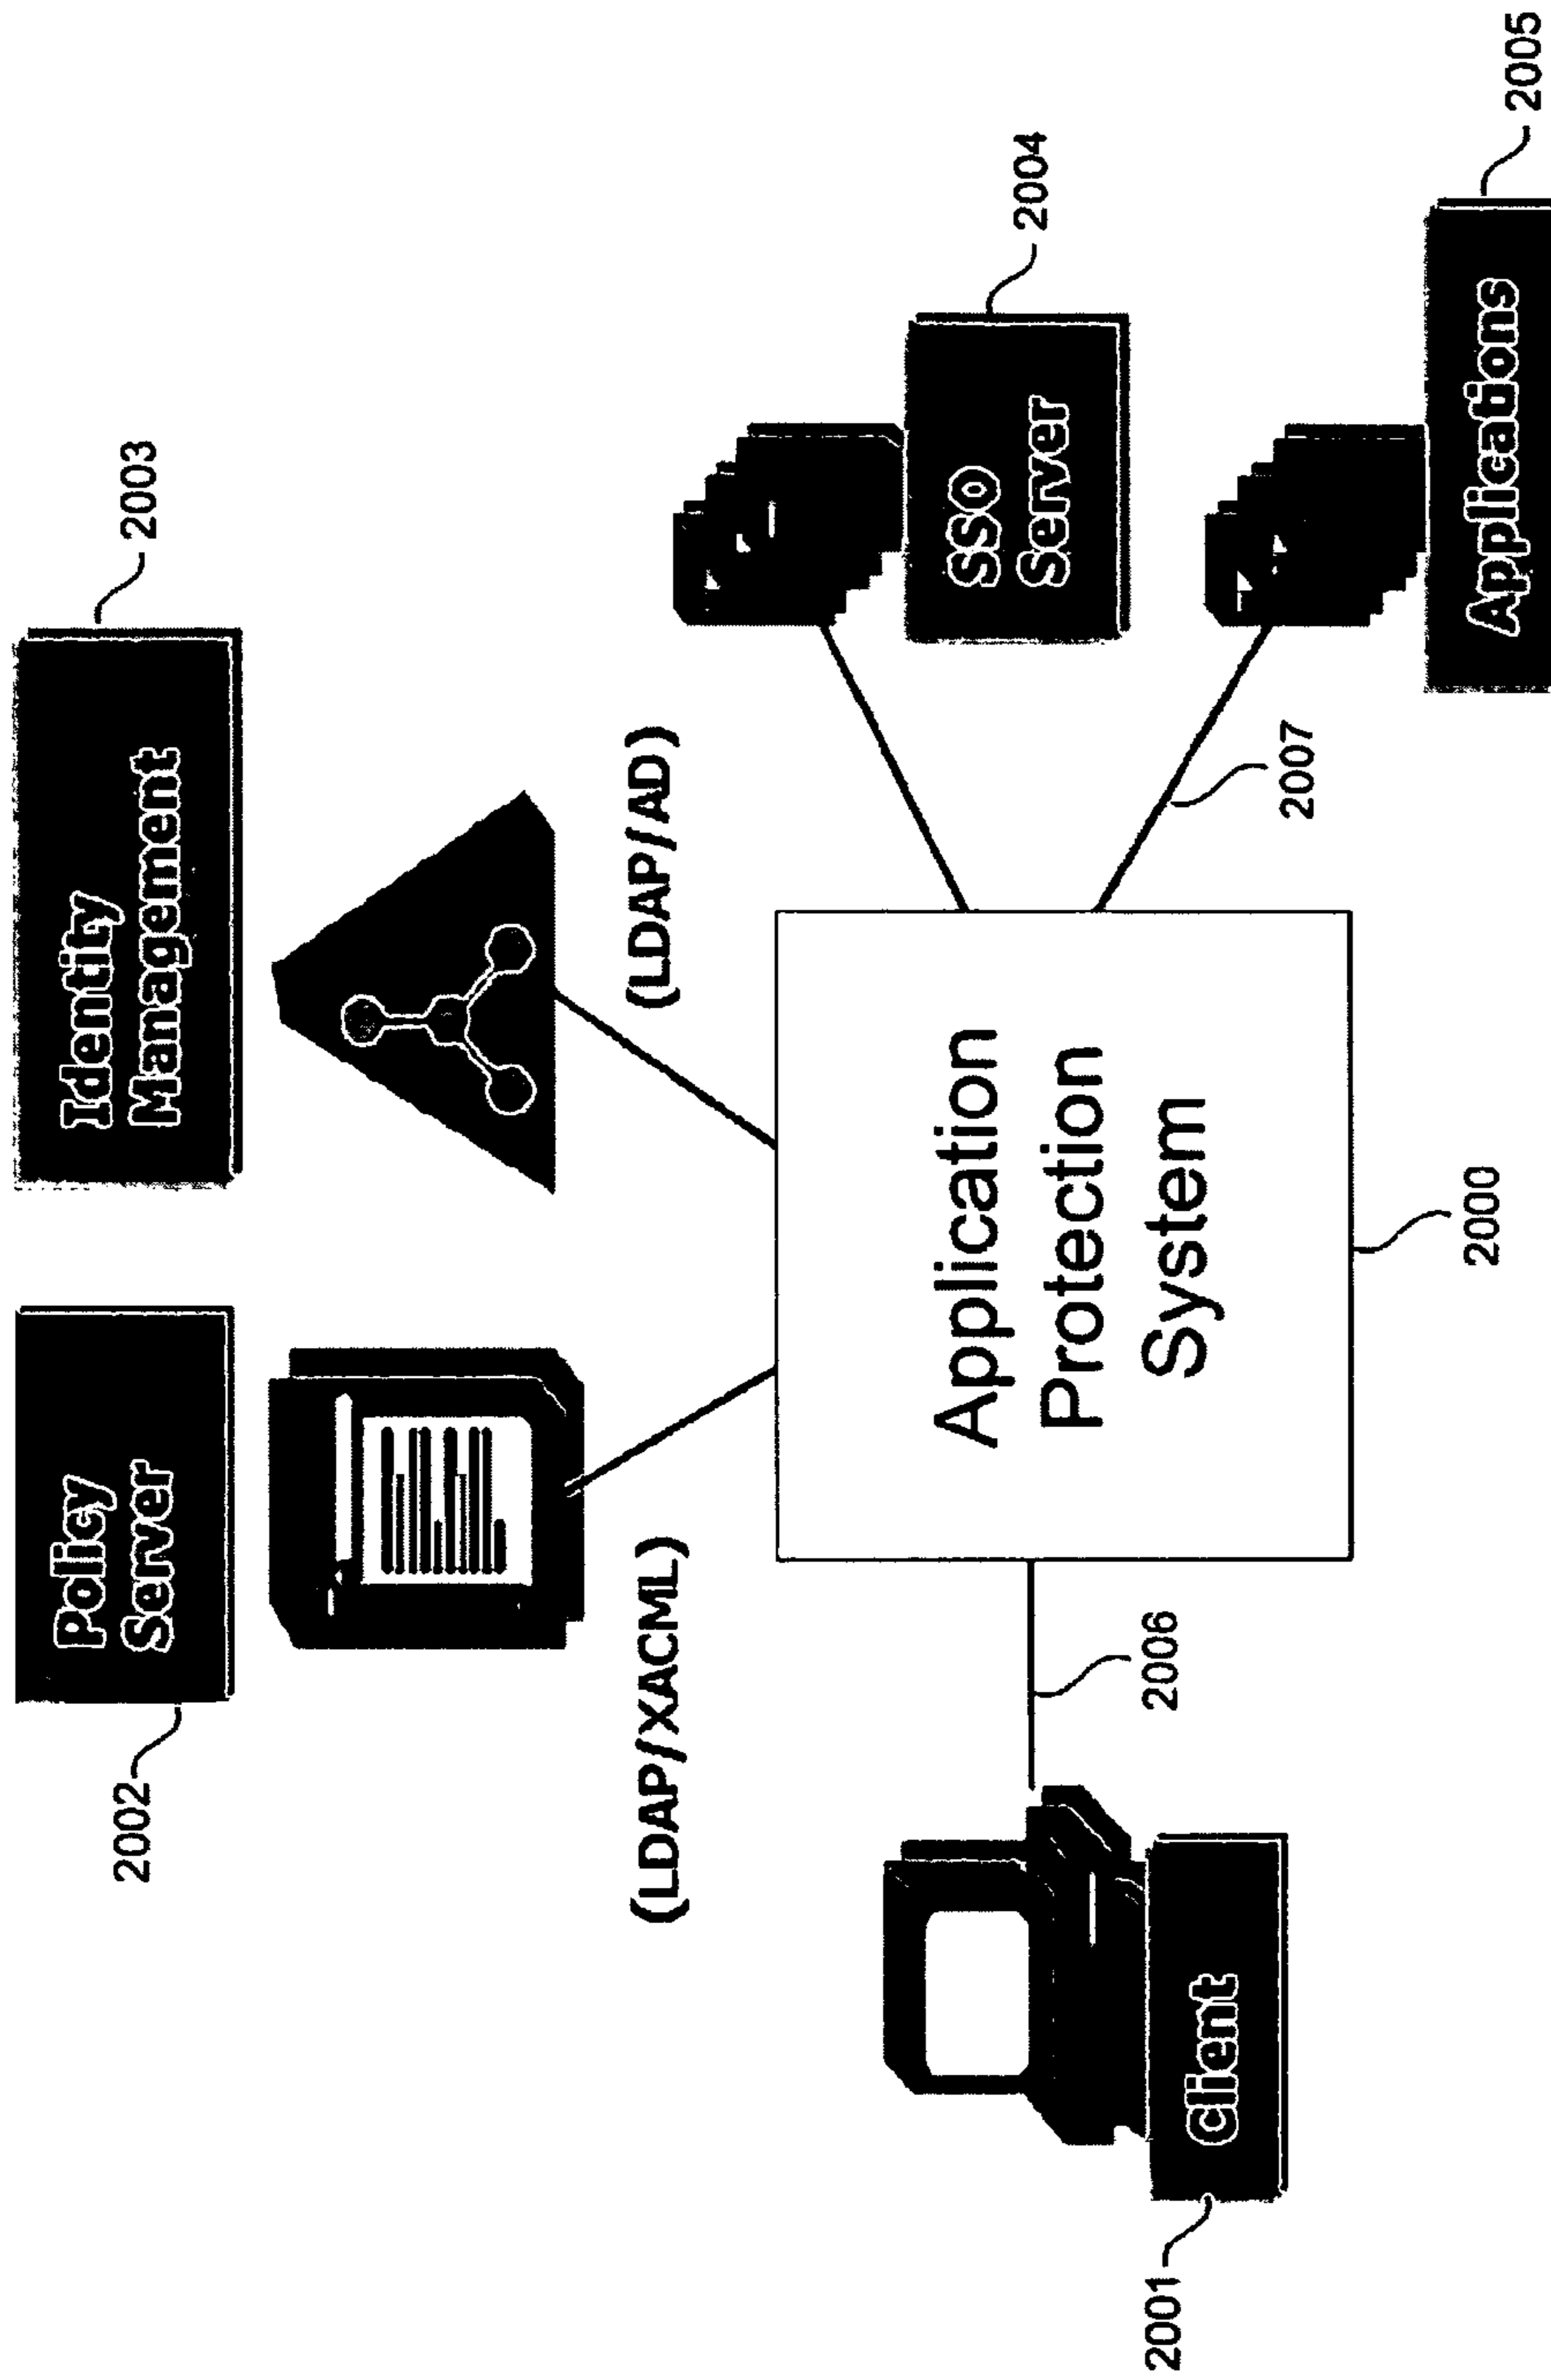 2002
Policy
Server
Identity
Management
2003
(LDAP/XACML)
(LDAP/AD)
2001
Client
2006
Application
Protection
System
2000
2007
SSO
Server
2004
Applications
2005